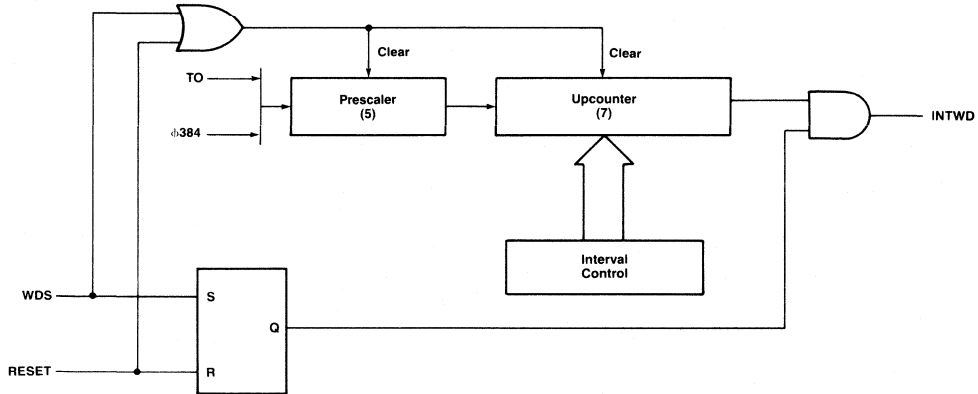 Clear
Clear
TO
Prescaler
(5)
Upcounter
(7)
INTWD
ϕ384
Interval
Control
WDS
S
Q
RESET
R